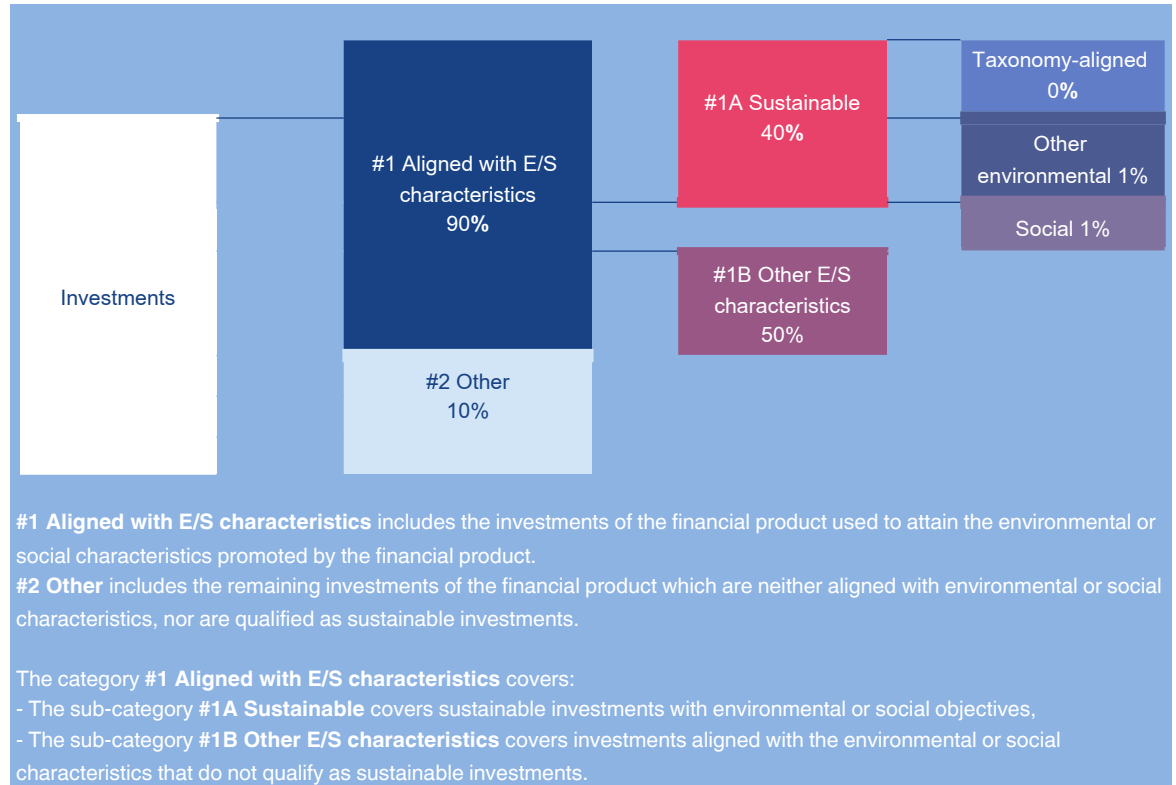 Investments
#1 Aligned with E/S
characteristics
90%
#2 Other
10%
#1A Sustainable
40%
#1B Other E/S
characteristics
50%
Taxonomy-aligned
0%
Other
environmental 1%
Social 1%
#1 Aligned with E/S characteristics includes the investments of the financial product used to attain the environmental or
social characteristics promoted by the financial product.
#2 Other includes the remaining investments of the financial product which are neither aligned with environmental or social
characteristics, nor are qualified as sustainable investments.
The category #1 Aligned with E/S characteristics covers:
- The sub-category #1A Sustainable covers sustainable investments with environmental or social objectives,
- The sub-category #1B Other E/S characteristics covers investments aligned with the environmental or social
characteristics that do not qualify as sustainable investments.